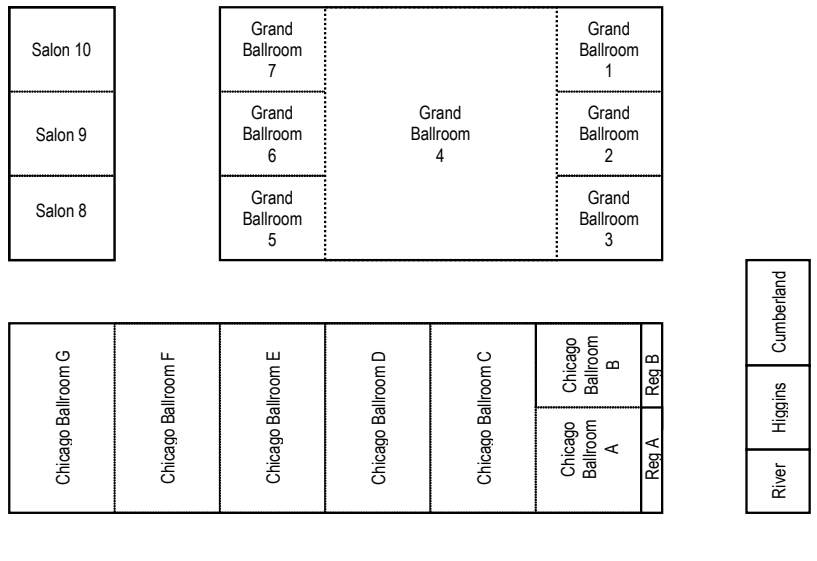 Salon 10
Salon 9
Salon 8
Grand
Ballroom
7
Grand
Ballroom
6
Grand
Ballroom
5
Grand
Ballroom
4
Grand
Ballroom
1
Grand
Ballroom
2
Grand
Ballroom
3
Chicago Ballroom G
Chicago Ballroom F
Chicago Ballroom E
Chicago Ballroom D
Chicago Ballroom C
Chicago
Ballroom
B
Chicago
Ballroom
A
Reg B
Reg A
Cumberland
Higgins
River